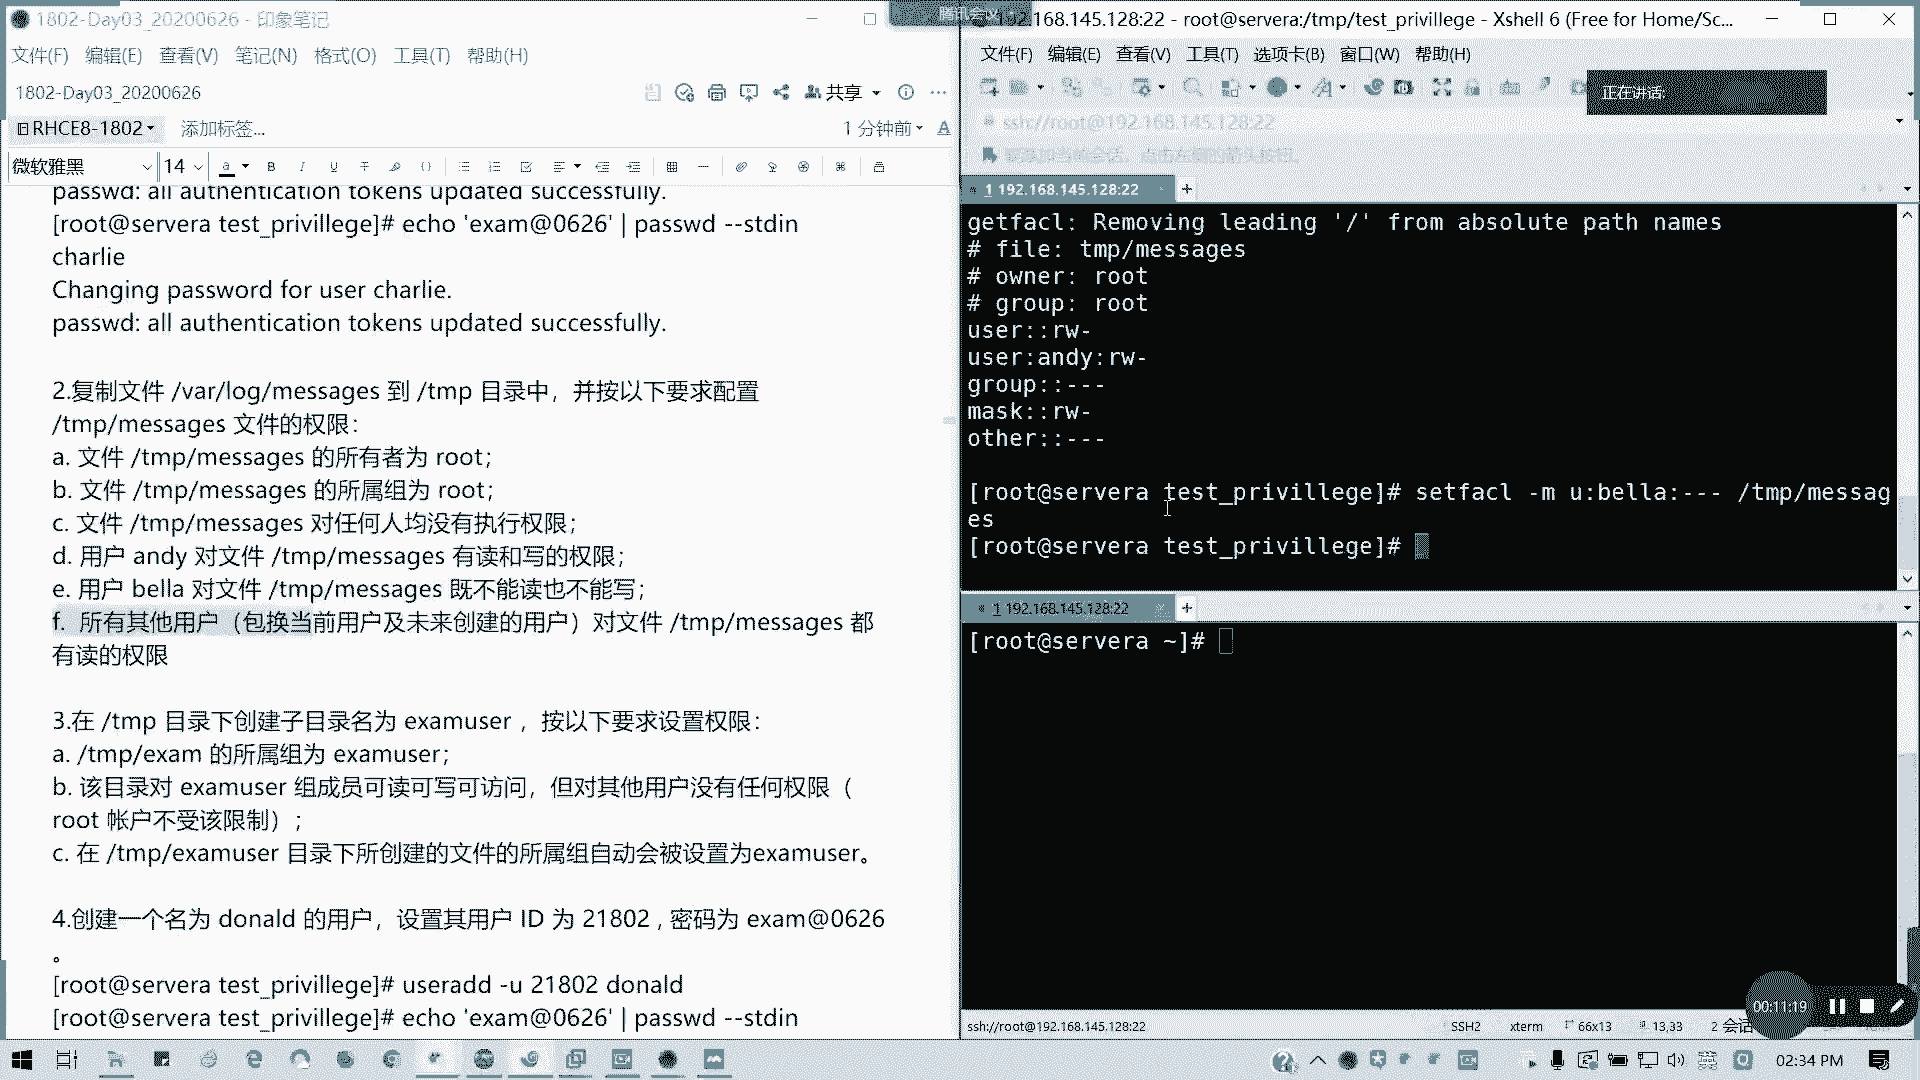 1802-Day03_20200626 - 印象笔记
文件(F) 编辑(E) 查看(V) 笔记(N) 格式(O) 工具(T) 帮助(H)
1802-Day03_20200626
共享
RHCE8-1802
添加标签...
1 分钟前
微软雅黑 14
passwd: all authentication tokens updated successfully.
[root@servera test_privillege]# echo 'exam@0626' | passwd --stdin
charlie
Changing password for user charlie.
passwd: all authentication tokens updated successfully.
2.复制文件 /var/log/messages 到 /tmp 目录中，并按以下要求配置
/tmp/messages 文件的权限：
a. 文件 /tmp/messages 的所有者为 root；
b. 文件 /tmp/messages 的所属组为 root；
c. 文件 /tmp/messages 对任何人均没有执行权限；
d. 用户 andy 对文件 /tmp/messages 有读和写的权限；
e. 用户 bella 对文件 /tmp/messages 既不能读也不能写；
f. 所有其他用户（包换当前用户及未来创建的用户）对文件 /tmp/messages 都
有读的权限
3.在 /tmp 目录下创建子目录名为 examuser ，按以下要求设置权限：
a. /tmp/exam 的所属组为 examuser；
b. 该目录对 examuser 组成员可读可写可访问，但对其他用户没有任何权限（
root 帐户不受该限制）；
c. 在 /tmp/examuser 目录下所创建的文件的所属组自动会被设置为examuser。
4.创建一个名为 donald 的用户，设置其用户 ID 为 21802 , 密码为 exam@0626
。
[root@servera test_privillege]# useradd -u 21802 donald
[root@servera test_privillege]# echo 'exam@0626' | passwd --stdin
腾讯会议
168.145.128:22 - root@servera:/tmp/test_privillege - Xshell 6 (Free for Home/Sc...
文件(F) 编辑(E) 查看(V) 工具(T) 选项卡(B) 窗口(W) 帮助(H)
正在讲话:
ssh://root@192.168.145.128:22
要添加当前会话，点击左侧的箭头按钮。
1 192.168.145.128:22
getfacl: Removing leading '/' from absolute path names
# file: tmp/messages
# owner: root
# group: root
user::rw-
user:andy:rw-
group::---
mask::rw-
other::---
[root@servera test_privillege]# setfacl -m u:bella:--- /tmp/messag
es
[root@servera test_privillege]#
1 192.168.145.128:22
[root@servera ~]#
00:11:19
ssh://root@192.168.145.128:22 SSH2 xterm 66x13 13,33 2 会话
02:34 PM